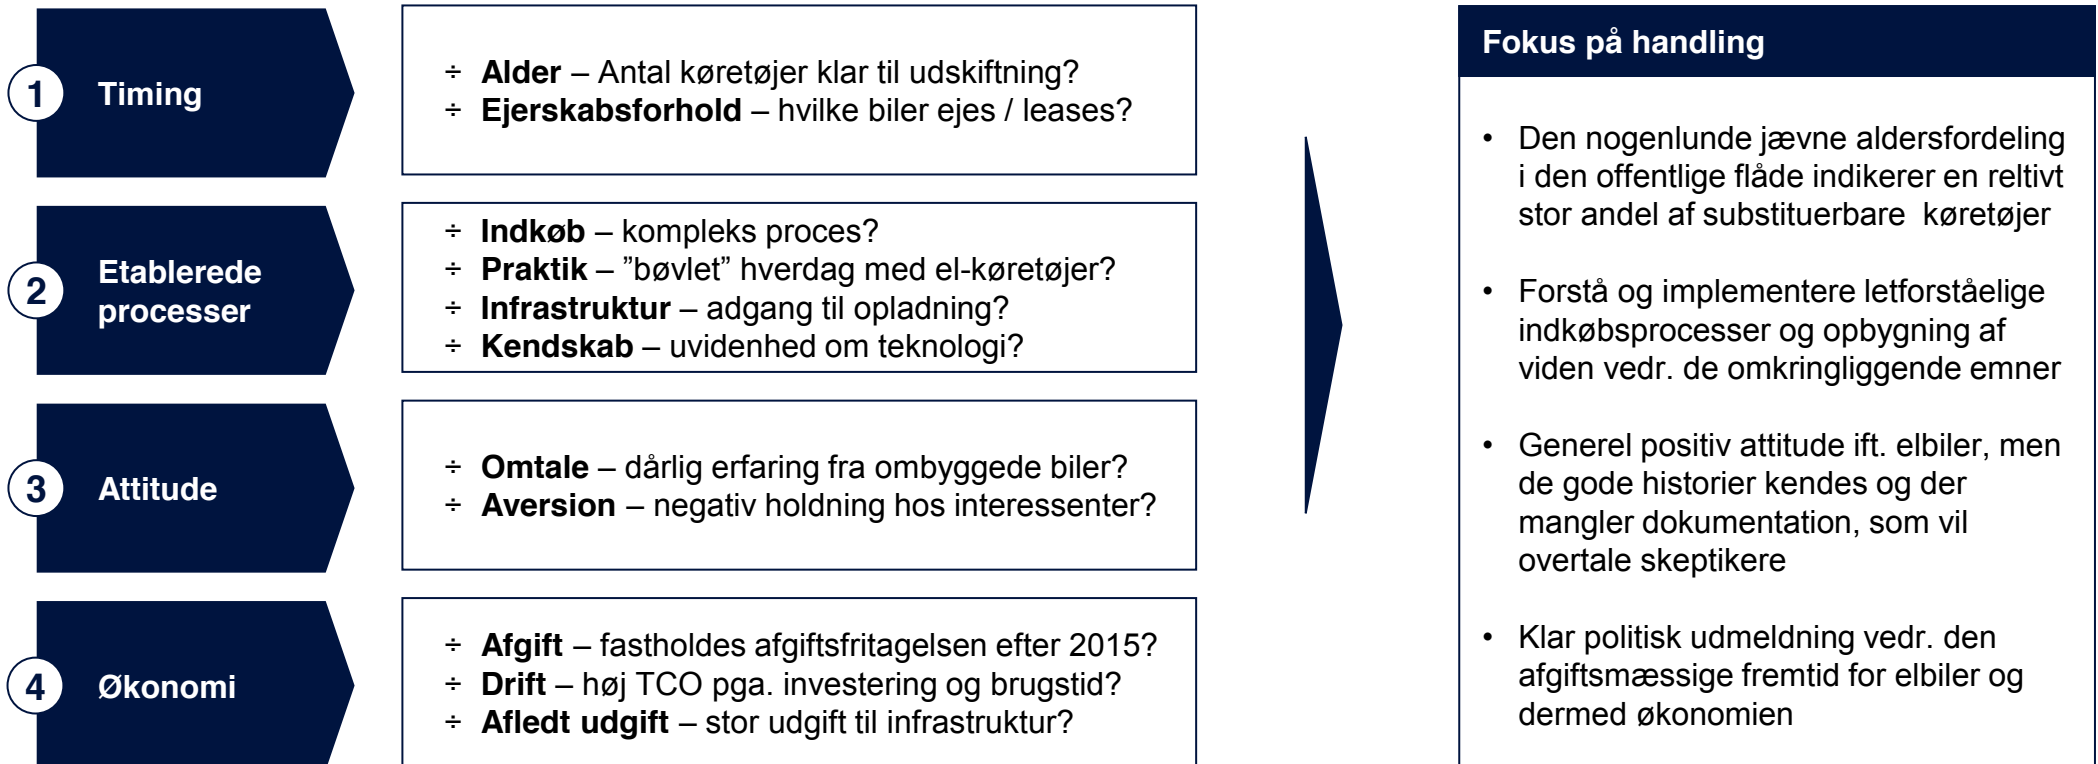 1
Timing
÷ Alder – Antal køretøjer klar til udskiftning?
÷ Ejerskabsforhold – hvilke biler ejes / leases?
2
Etablerede
processer
÷ Indkøb – kompleks proces?
÷ Praktik – ”bøvlet” hverdag med el-køretøjer?
÷ Infrastruktur – adgang til opladning?
÷ Kendskab – uvidenhed om teknologi?
3
Attitude
÷ Omtale – dårlig erfaring fra ombyggede biler?
÷ Aversion – negativ holdning hos interessenter?
4
Økonomi
÷ Afgift – fastholdes afgiftsfritagelsen efter 2015?
÷ Drift – høj TCO pga. investering og brugstid?
÷ Afledt udgift – stor udgift til infrastruktur?
Fokus på handling
• Den nogenlunde jævne aldersfordeling
i den offentlige flåde indikerer en reltivt
stor andel af substituerbare køretøjer
• Forstå og implementere letforståelige
indkøbsprocesser og opbygning af
viden vedr. de omkringliggende emner
• Generel positiv attitude ift. elbiler, men
de gode historier kendes og der
mangler dokumentation, som vil
overtale skeptikere
• Klar politisk udmeldning vedr. den
afgiftsmæssige fremtid for elbiler og
dermed økonomien